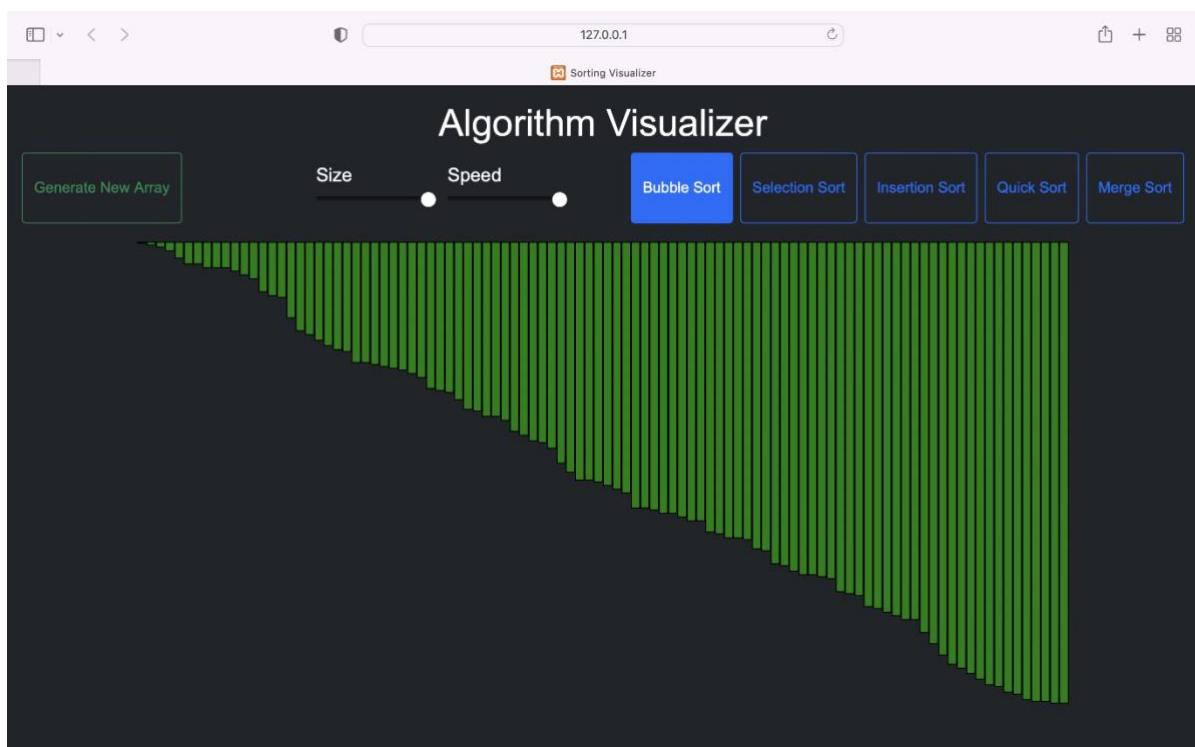 127.0.0.1
Sorting Visualizer
Algorithm Visualizer
Generate New Array
Size
Speed
Bubble Sort
Selection Sort
Insertion Sort
Quick Sort
Merge Sort